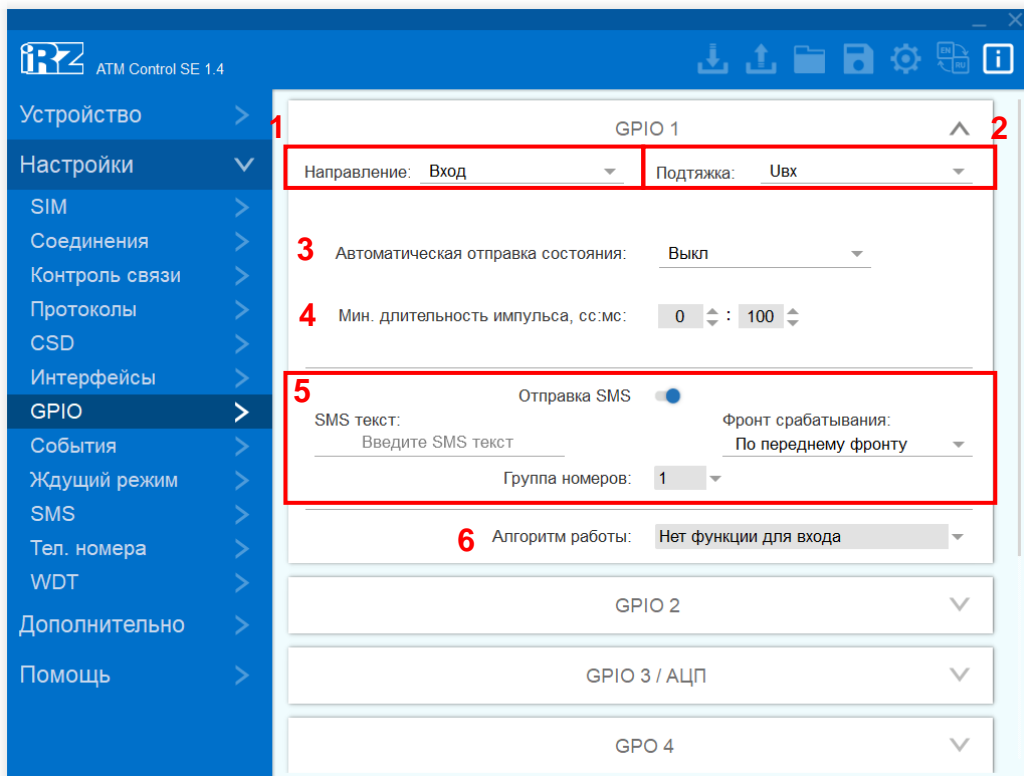 iRZ ATM Control SE 1.4
EN
RU
Устройство
Настройки
SIM
Соединения
Контроль связи
Протоколы
CSD
Интерфейсы
GPIO
События
Ждущий режим
SMS
Тел. номера
WDT
Дополнительно
Помощь
1 GPIO 1 2
Направление: Вход Подтяжка: Uвх
3 Автоматическая отправка состояния: Выкл
4 Мин. длительность импульса, сс:мс: 0 : 100
5 Отправка SMS
SMS текст: Фронт срабатывания:
Введите SMS текст По переднему фронту
Группа номеров: 1
6 Алгоритм работы: Нет функции для входа
GPIO 2
GPIO 3 / АЦП
GPO 4